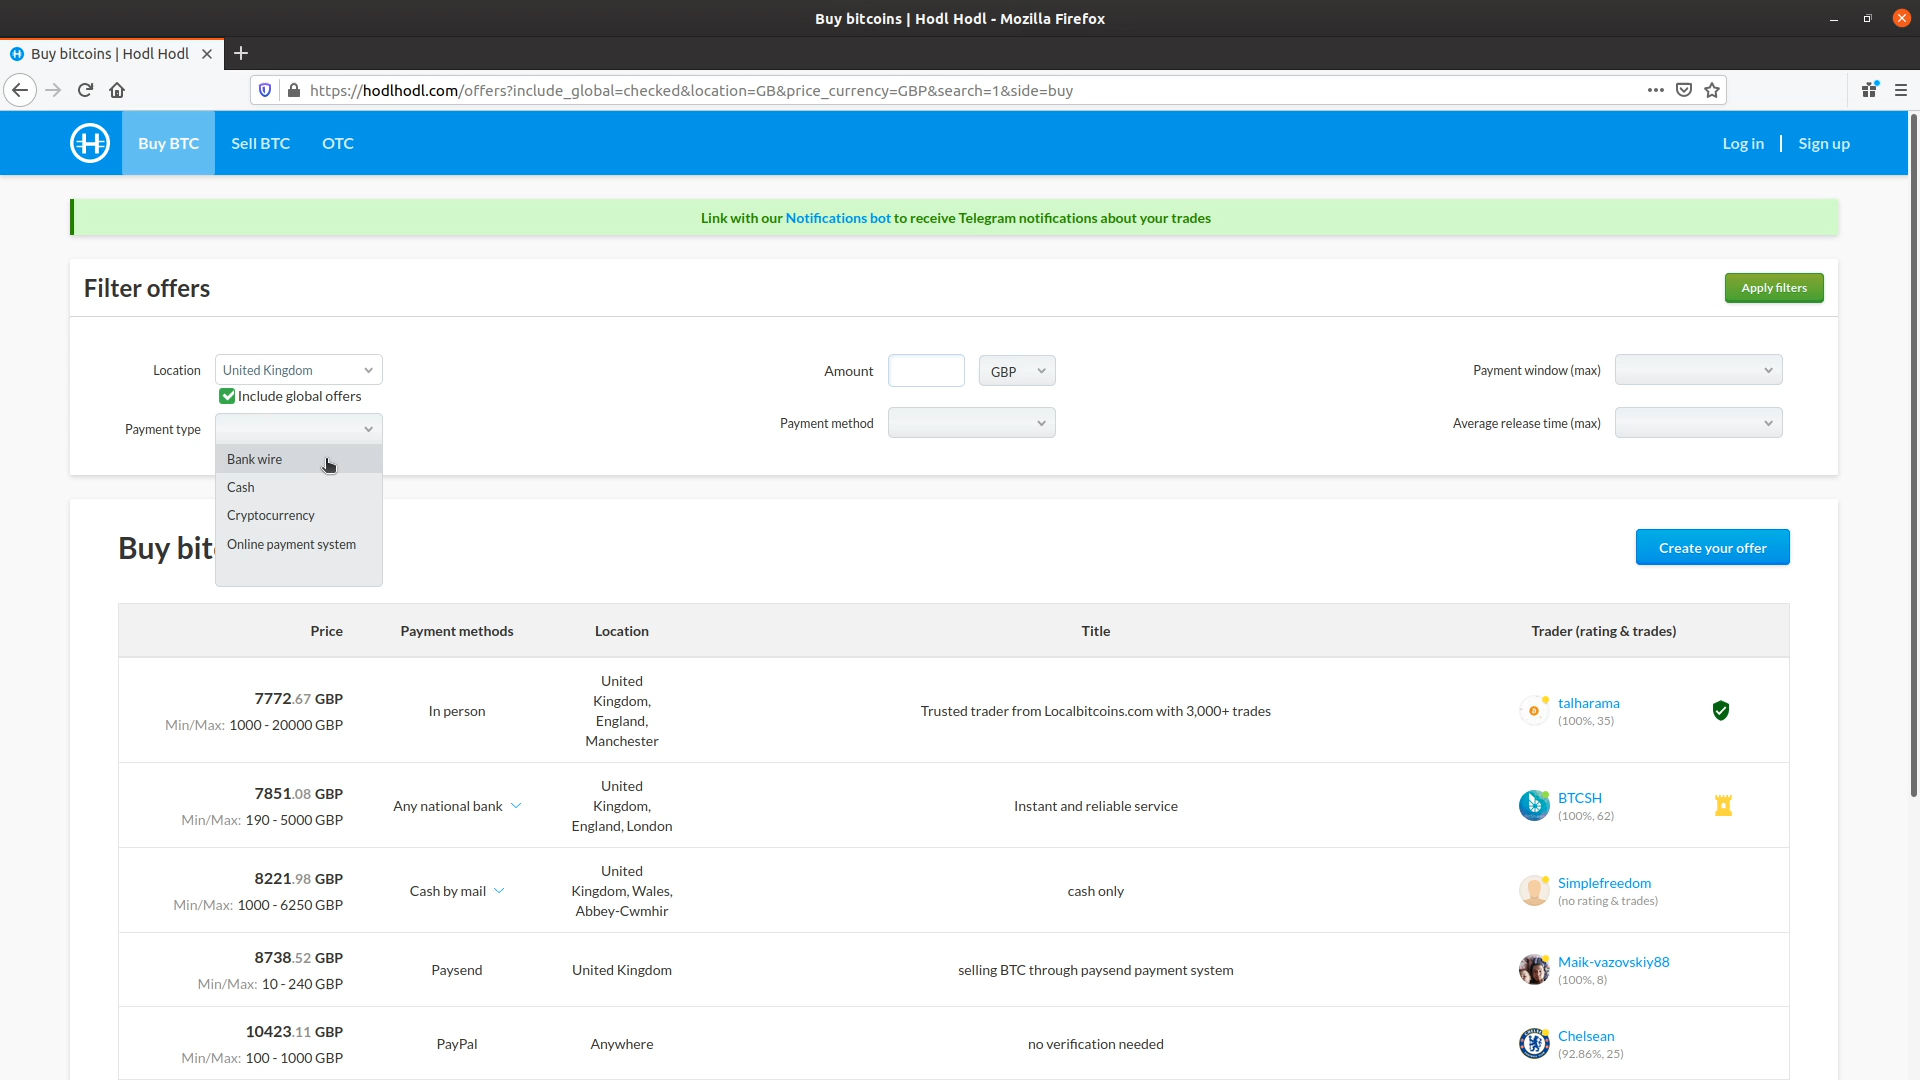 Buy bitcoins | Hodl Hodl - Mozilla Firefox
Buy bitcoins | Hodl Hodl
https://hodlhodl.com/offers?include_global=checked&location=GB&price_currency=GBP&search=1&side=buy
Buy BTC
Sell BTC
OTC
Log in
Sign up
Link with our Notifications bot to receive Telegram notifications about your trades
Filter offers
Apply filters
Location
United Kingdom
Include global offers
Amount
GBP
Payment window (max)
Payment type
Payment method
Average release time (max)
Bank wire
Cash
Cryptocurrency
Online payment system
Buy bit
Create your offer
Price
Payment methods
Location
Title
Trader (rating & trades)
7772.67 GBP
Min/Max: 1000 - 20000 GBP
In person
United
Kingdom,
England,
Manchester
Trusted trader from Localbitcoins.com with 3,000+ trades
talharama
(100%, 35)
7851.08 GBP
Min/Max: 190 - 5000 GBP
Any national bank
United
Kingdom,
England, London
Instant and reliable service
BTCSH
(100%, 62)
8221.98 GBP
Min/Max: 1000 - 6250 GBP
Cash by mail
United
Kingdom, Wales,
Abbey-Cwmhir
cash only
Simplefreedom
(no rating & trades)
8738.52 GBP
Min/Max: 10 - 240 GBP
Paysend
United Kingdom
selling BTC through paysend payment system
Maik-vazovskiy88
(100%, 8)
10423.11 GBP
Min/Max: 100 - 1000 GBP
PayPal
Anywhere
no verification needed
Chelsean
(92.86%, 25)